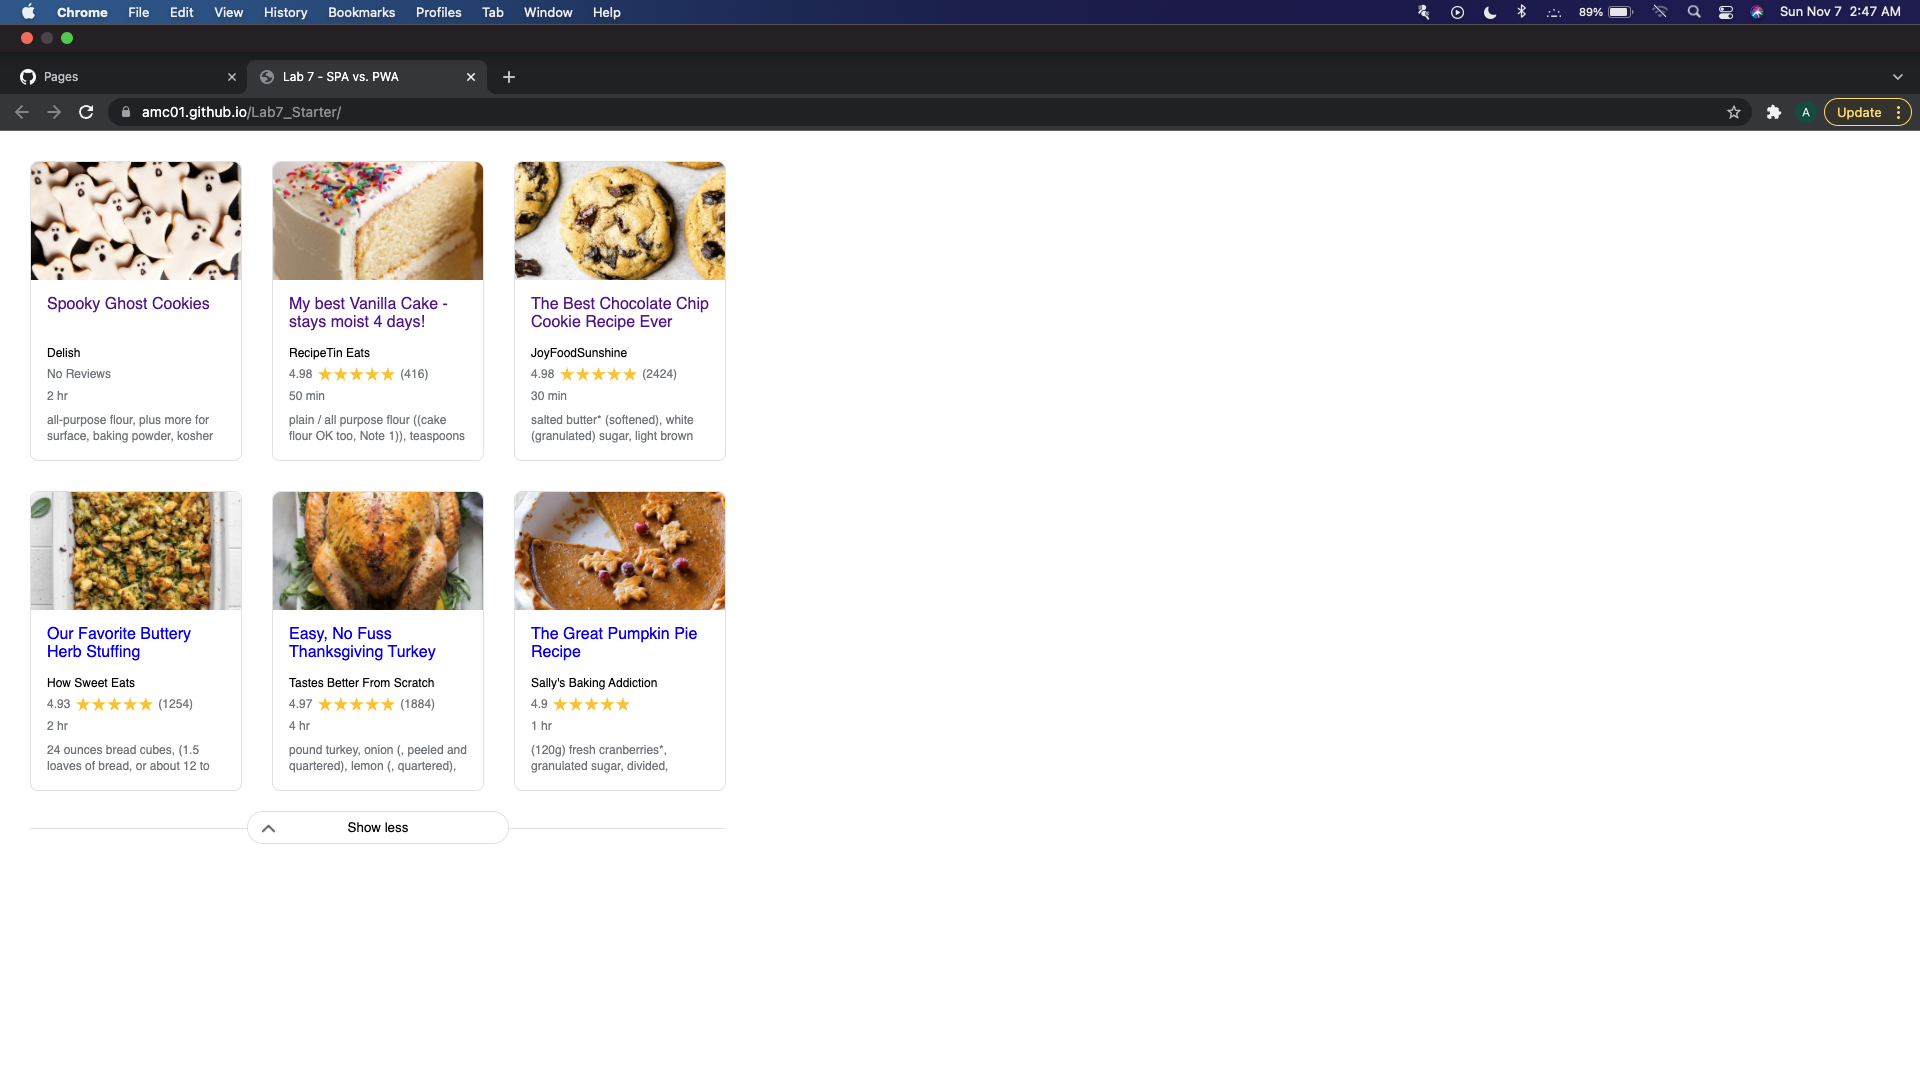 Chrome File Edit View History Bookmarks Profiles Tab Window Help 89% Sun Nov 7 2:47 AM
Pages Lab 7 - SPA vs. PWA
amc01.github.io/Lab7_Starter/ A Update
Spooky Ghost Cookies
Delish
No Reviews
2 hr
all-purpose flour, plus more for
surface, baking powder, kosher
My best Vanilla Cake -
stays moist 4 days!
RecipeTin Eats
4.98 (416)
50 min
plain / all purpose flour ((cake
flour OK too, Note 1)), teaspoons
The Best Chocolate Chip
Cookie Recipe Ever
JoyFoodSunshine
4.98 (2424)
30 min
salted butter* (softened), white
(granulated) sugar, light brown
Our Favorite Buttery
Herb Stuffing
How Sweet Eats
4.93 (1254)
2 hr
24 ounces bread cubes, (1.5
loaves of bread, or about 12 to
Easy, No Fuss
Thanksgiving Turkey
Tastes Better From Scratch
4.97 (1884)
4 hr
pound turkey, onion (, peeled and
quartered), lemon (, quartered),
The Great Pumpkin Pie
Recipe
Sally's Baking Addiction
4.9
1 hr
(120g) fresh cranberries*,
granulated sugar, divided,
Show less